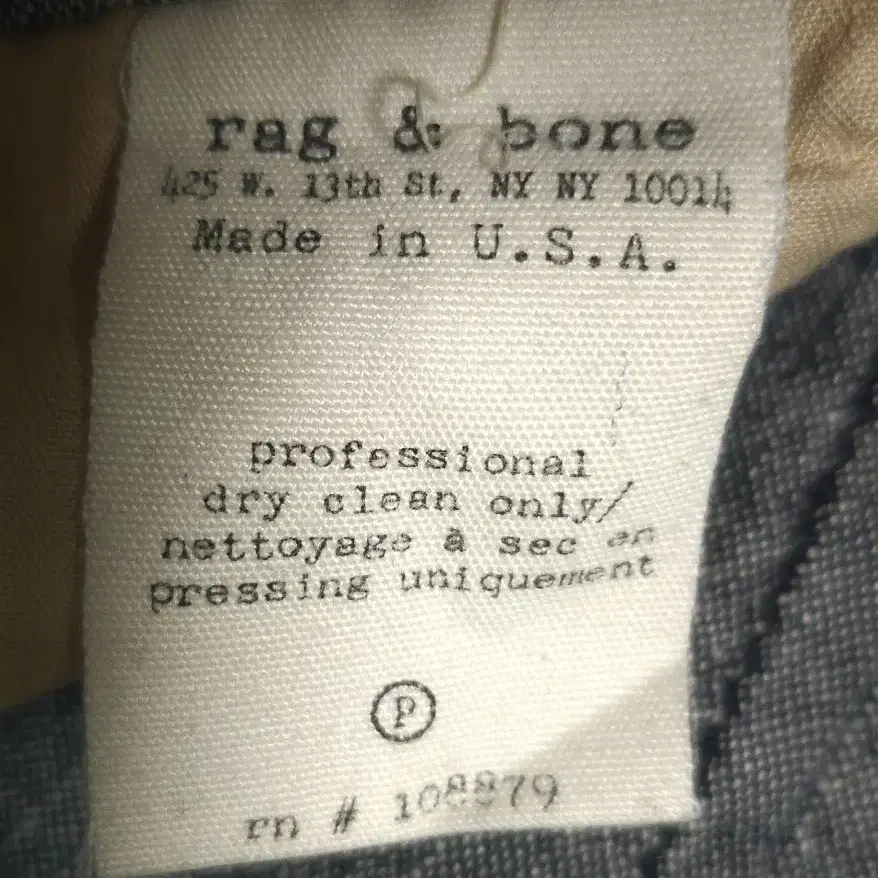 rag & bone
425 W. 13th St, NY NY 10014
Made in U.S.A.
professional
dry clean only/
nettoyage à sec en
pressing uniquement
P
rn # 108879